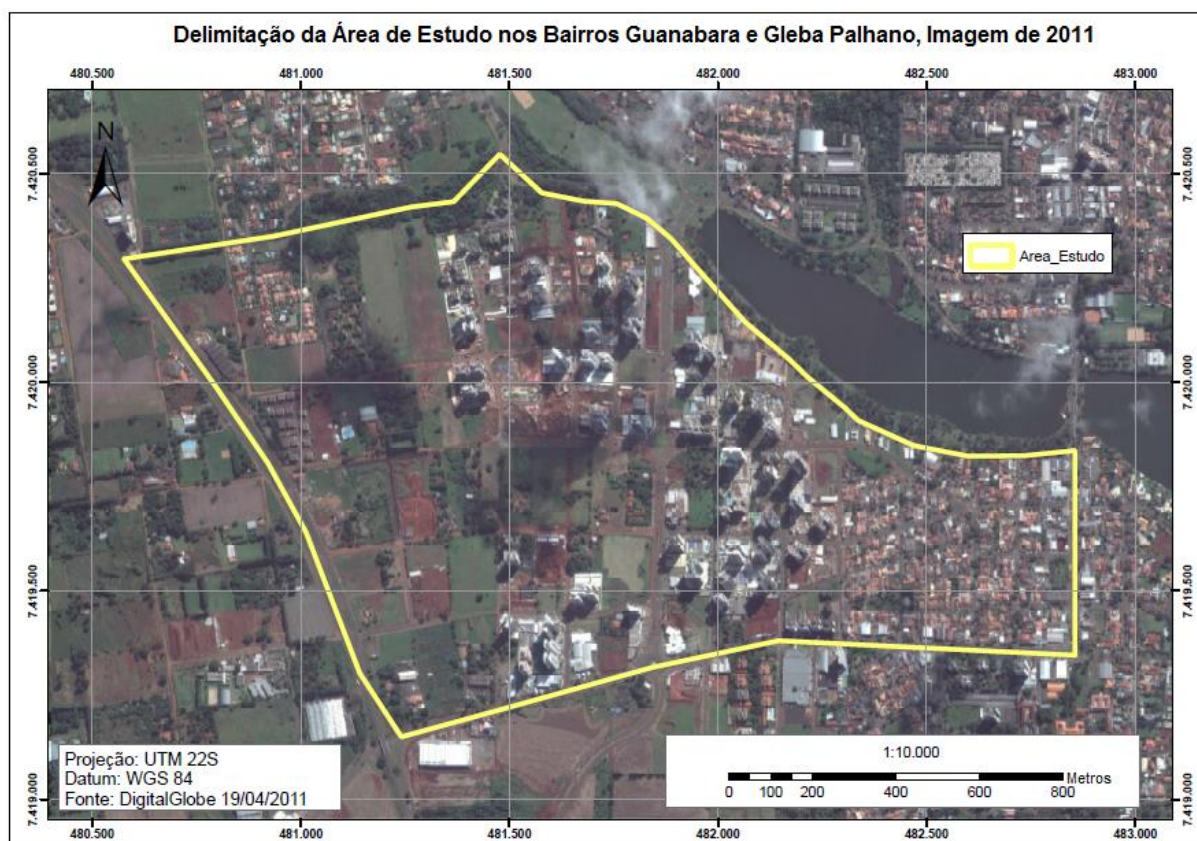 Delimitação da Área de Estudo nos Bairros Guanabara e Gleba Palhano, Imagem de 2011
480.500 481.000 481.500 482.000 482.500 483.000
N
7.420.500 7.420.500
Area_Estudo
7.420.000 7.420.000
7.419.500 7.419.500
Projeção: UTM 22S
Datum: WGS 84
Fonte: DigitalGlobe 19/04/2011
1:10.000
Metros
0 100 200 400 600 800
7.419.000 7.419.000
480.500 481.000 481.500 482.000 482.500 483.000